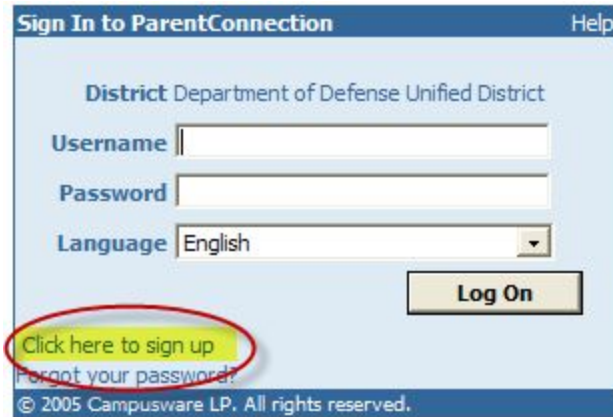 Sign In to ParentConnection Help
District Department of Defense Unified District
Username
Password
Language English
Log On
Click here to sign up
Forgot your password?
© 2005 Campusware LP. All rights reserved.